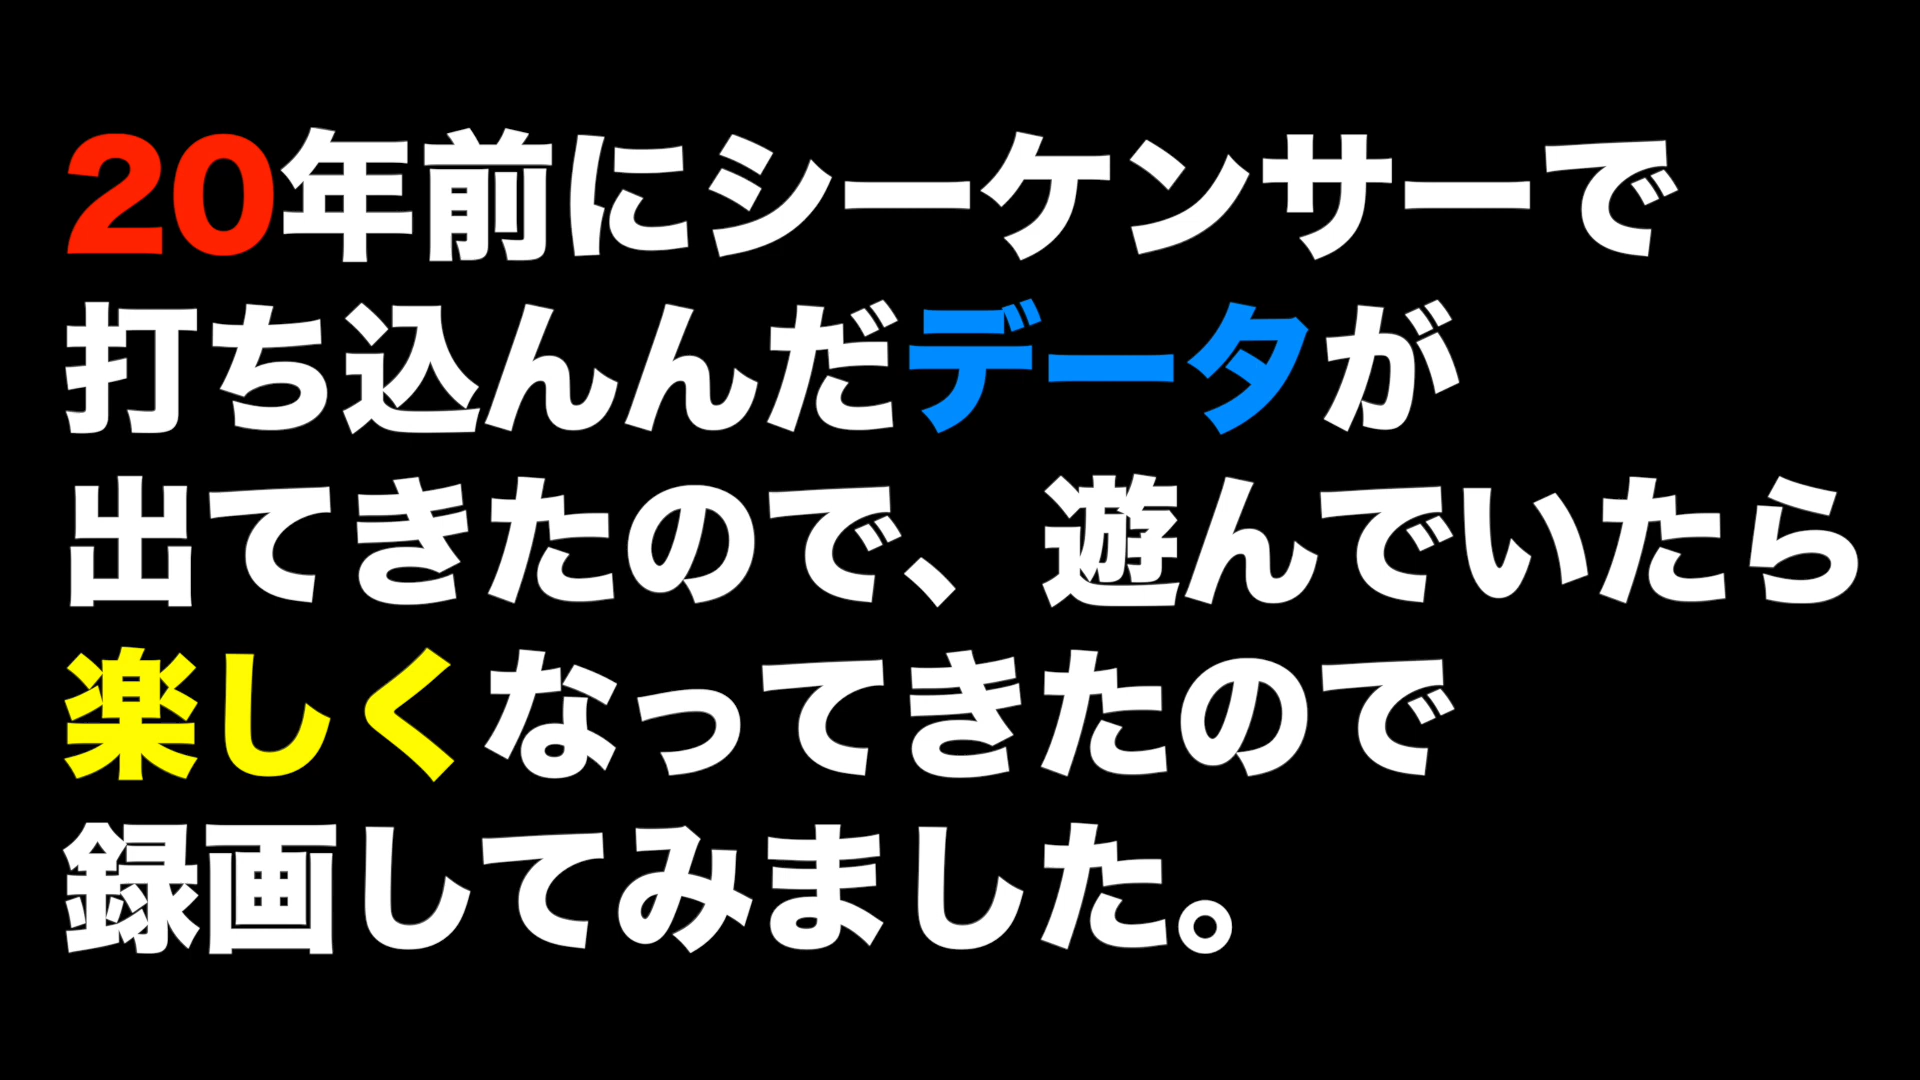 20年前にシーケンサーで
打ち込んんだデータが
出てきたので、遊んでいたら
楽しくなってきたので
録画してみました。